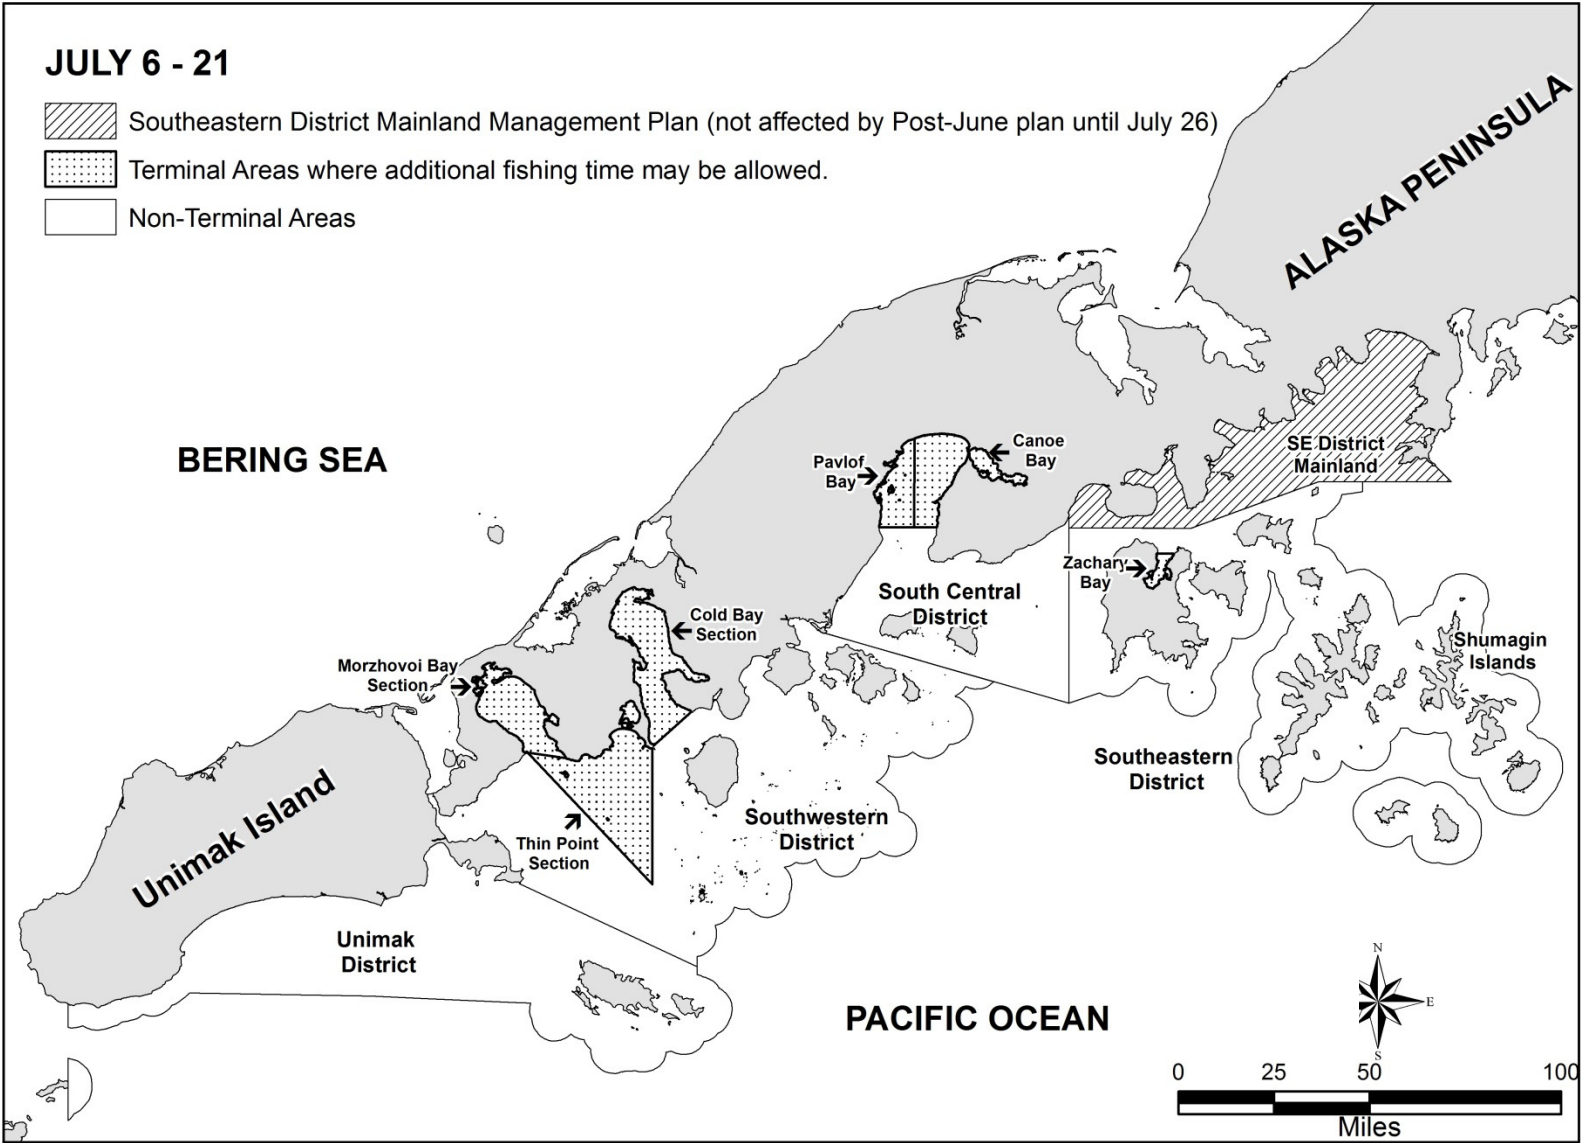 JULY 6 - 21
Southeastern District Mainland Management Plan (not affected by Post-June plan until July 26)
Terminal Areas where additional fishing time may be allowed.
Non-Terminal Areas
ALASKA PENINSULA
BERING SEA
Pavlof
Bay
Canoe
Bay
SE District
Mainland
Zachary
Bay
South Central
District
Cold Bay
Section
Morzhovoi Bay
Section
Shumagin
Islands
Southeastern
District
Unimak Island
Thin Point
Section
Southwestern
District
Unimak
District
PACIFIC OCEAN
N
E
S
0 25 50 100
Miles